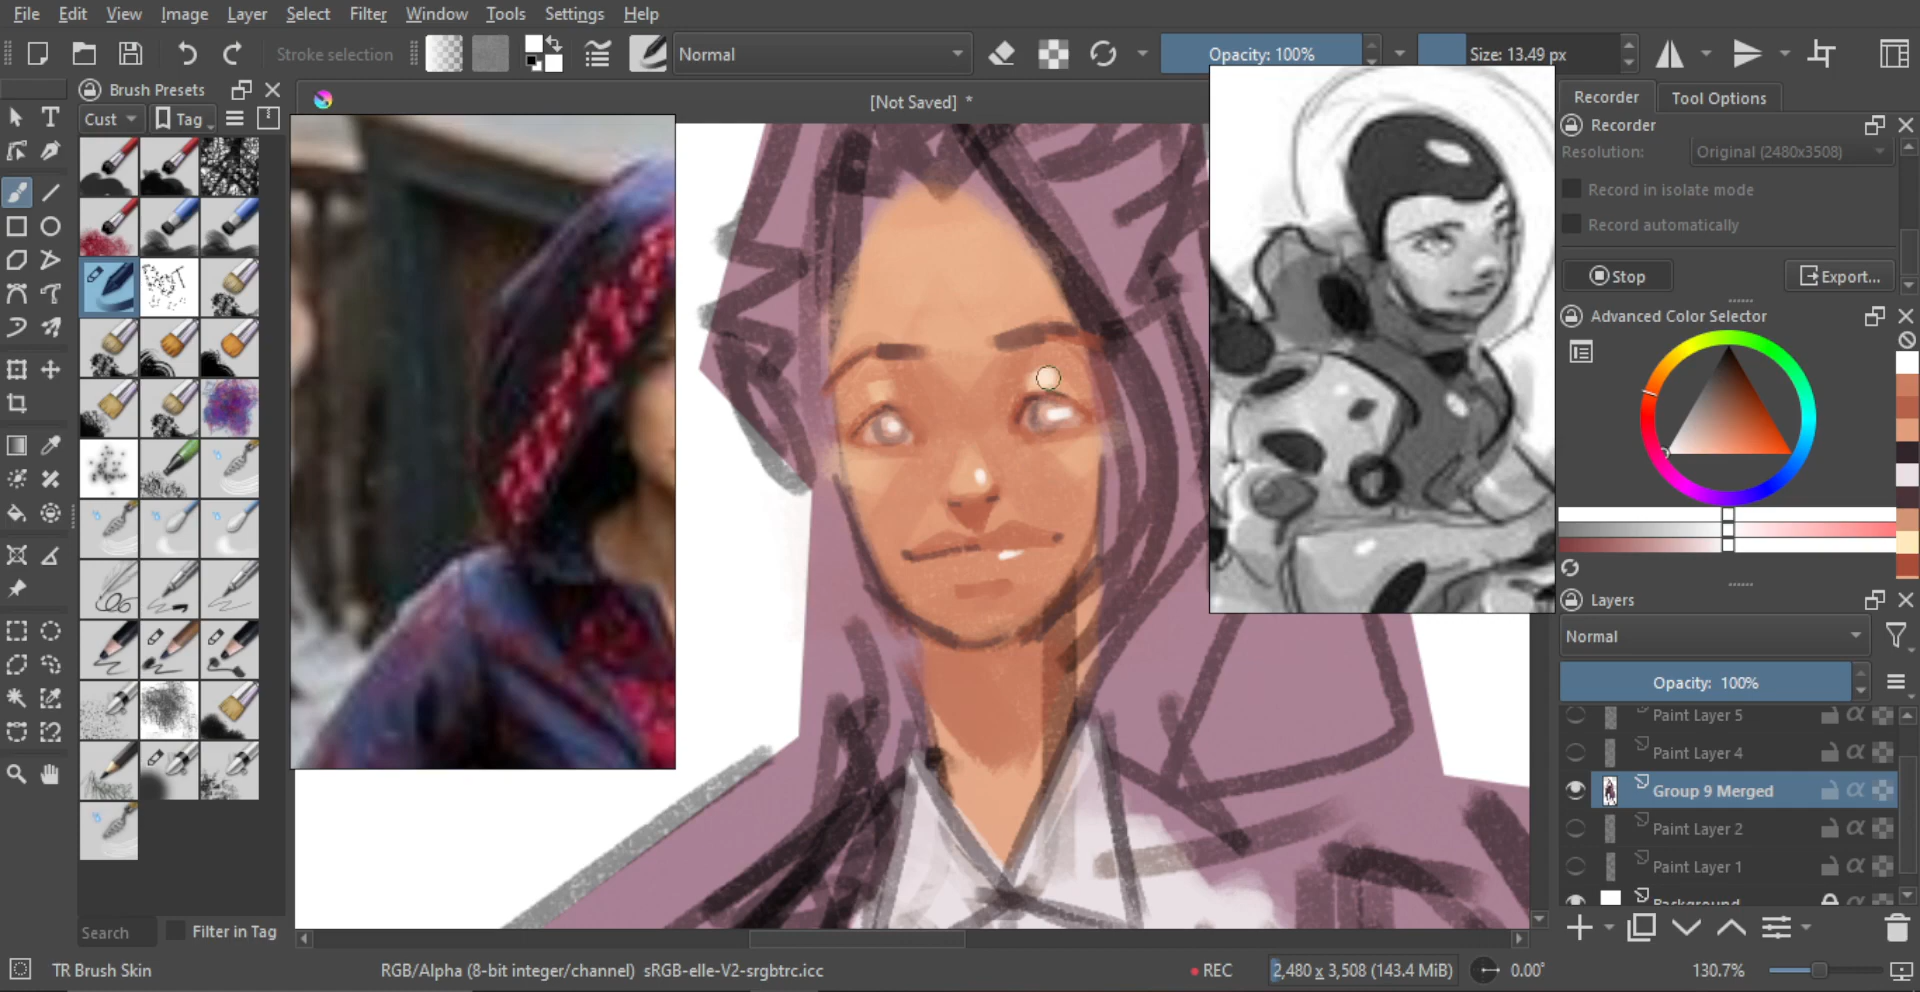 File Edit View Image Layer Select Filter Window Tools Settings Help
Stroke selection Normal Opacity: 100% Size: 13.49 px
Brush Presets
Cust Tag
[Not Saved] *
Recorder Tool Options
Recorder
Resolution: Original (2480x3508)
Record in isolate mode
Record automatically
Stop Export...
Advanced Color Selector
Layers
Normal
Opacity: 100%
Paint Layer 5
Paint Layer 4
Group 9 Merged
Paint Layer 2
Paint Layer 1
Background
Search Filter in Tag
TR Brush Skin RGB/Alpha (8-bit integer/channel) sRGB-elle-V2-srgbtrc.icc REC 2,480 x 3,508 (143.4 MiB) 0.00° 130.7%